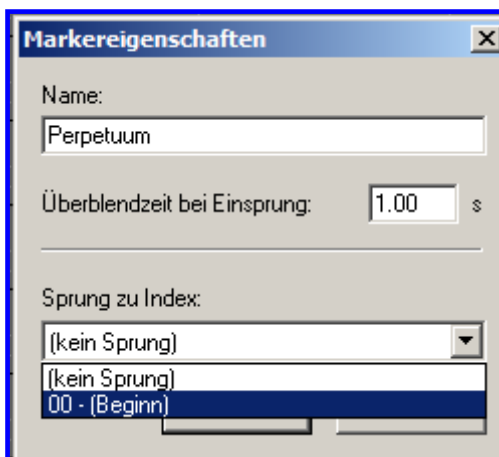 Markereigenschaften
Name:
Perpetuum
Überblendzeit bei Einsprung: 1.00 s
Sprung zu Index:
(kein Sprung)
(kein Sprung)
00 - (Beginn)